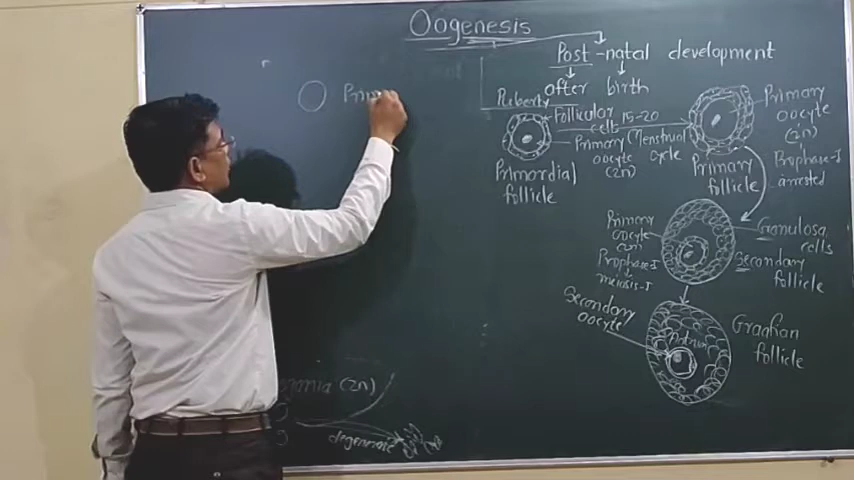 Oogenesis
Post-natal development
after birth
Puberty
Follicular
cells 15-20
Primary
oocyte
(2n)
(Menstrual
cycle
Primordial
follicle
Primary
follicle
Primary
oocyte
(2n)
Prophase-I
arrested
Primary
oocyte
(2n)
Prophase-I
meiosis-I
Granulosa
cells
Secondary
follicle
Secondary
oocyte
Antrum
Graafian
follicle
Prim
(2n)
degenerate